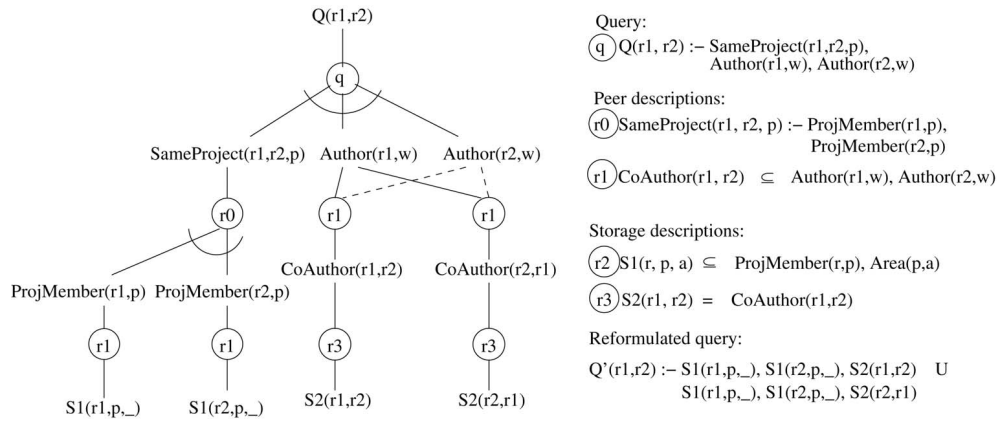 Q(r1,r2)
q
SameProject(r1,r2,p) Author(r1,w) Author(r2,w)
r0 r1 r1
CoAuthor(r1,r2) CoAuthor(r2,r1)
ProjMember(r1,p) ProjMember(r2,p)
r1 r1 r3 r3
S1(r1,p,_) S1(r2,p,_) S2(r1,r2) S2(r2,r1)
Query:
q Q(r1, r2) :− SameProject(r1,r2,p),
Author(r1,w), Author(r2,w)
Peer descriptions:
r0 SameProject(r1, r2, p) :− ProjMember(r1,p),
ProjMember(r2,p)
r1 CoAuthor(r1, r2) ⊆ Author(r1,w), Author(r2,w)
Storage descriptions:
r2 S1(r, p, a) ⊆ ProjMember(r,p), Area(p,a)
r3 S2(r1, r2) = CoAuthor(r1,r2)
Reformulated query:
Q’(r1,r2) :− S1(r1,p,_), S1(r2,p,_), S2(r1,r2) U
S1(r1,p,_), S1(r2,p,_), S2(r2,r1)